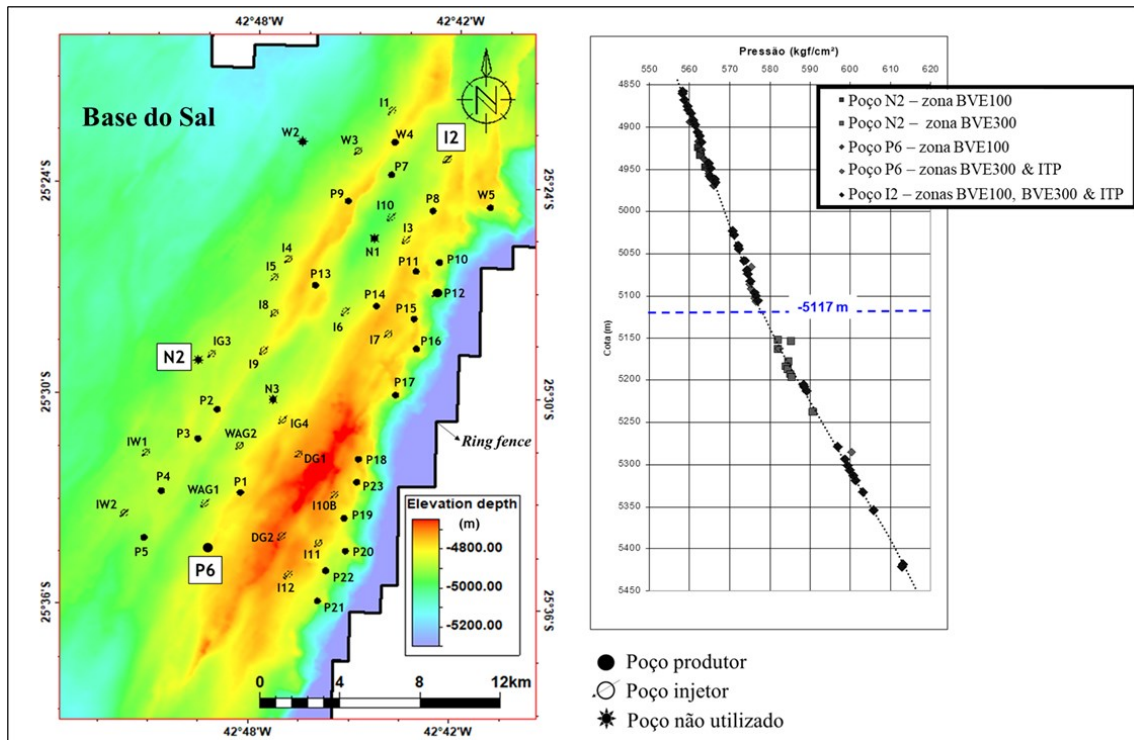 42°48'W
42°42'W
Base do Sal
N
I1
I2
W2
W3
W4
P7
25°24'S
25°24'S
P9
I10
P8
W5
I3
N1
I4
P10
I5
P11
P13
P12
I8
P14
I6
P15
I7
N2
IG3
I9
P16
25°30'S
25°30'S
N3
P17
P2
IG4
Ring fence
P3
WAG2
IW1
DG1
P18
P4
P1
P23
WAG1
I10B
IW2
P19
P5
DG2
I11
P20
P6
I12
P22
P21
25°36'S
25°36'S
Elevation depth
(m)
-4800.00
-5000.00
-5200.00
0
4
8
12km
42°48'W
42°42'W
Pressão (kgf/cm²)
550 560 570 580 590 600 610 620
4850
4900
4950
5000
5050
5100
5150
5200
5250
5300
5350
5400
5450
Cota (m)
-5117 m
Poço N2 – zona BVE100
Poço N2 – zona BVE300
Poço P6 – zona BVE100
Poço P6 – zonas BVE300 & ITP
Poço I2 – zonas BVE100, BVE300 & ITP
Poço produtor
Poço injetor
Poço não utilizado